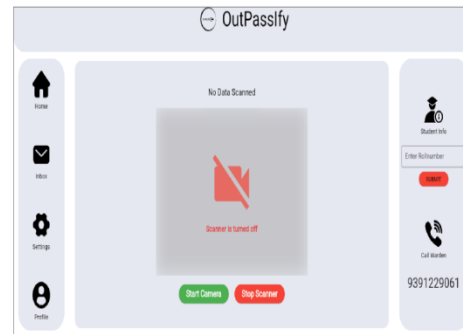 OutPassIfy
Home
Inbox
Settings
Profile
No Data Scanned
Scanner is turned off
Start Camera
Stop Scanner
Student Info
Enter Rollnumber
SUBMIT
Call Warden
9391229061